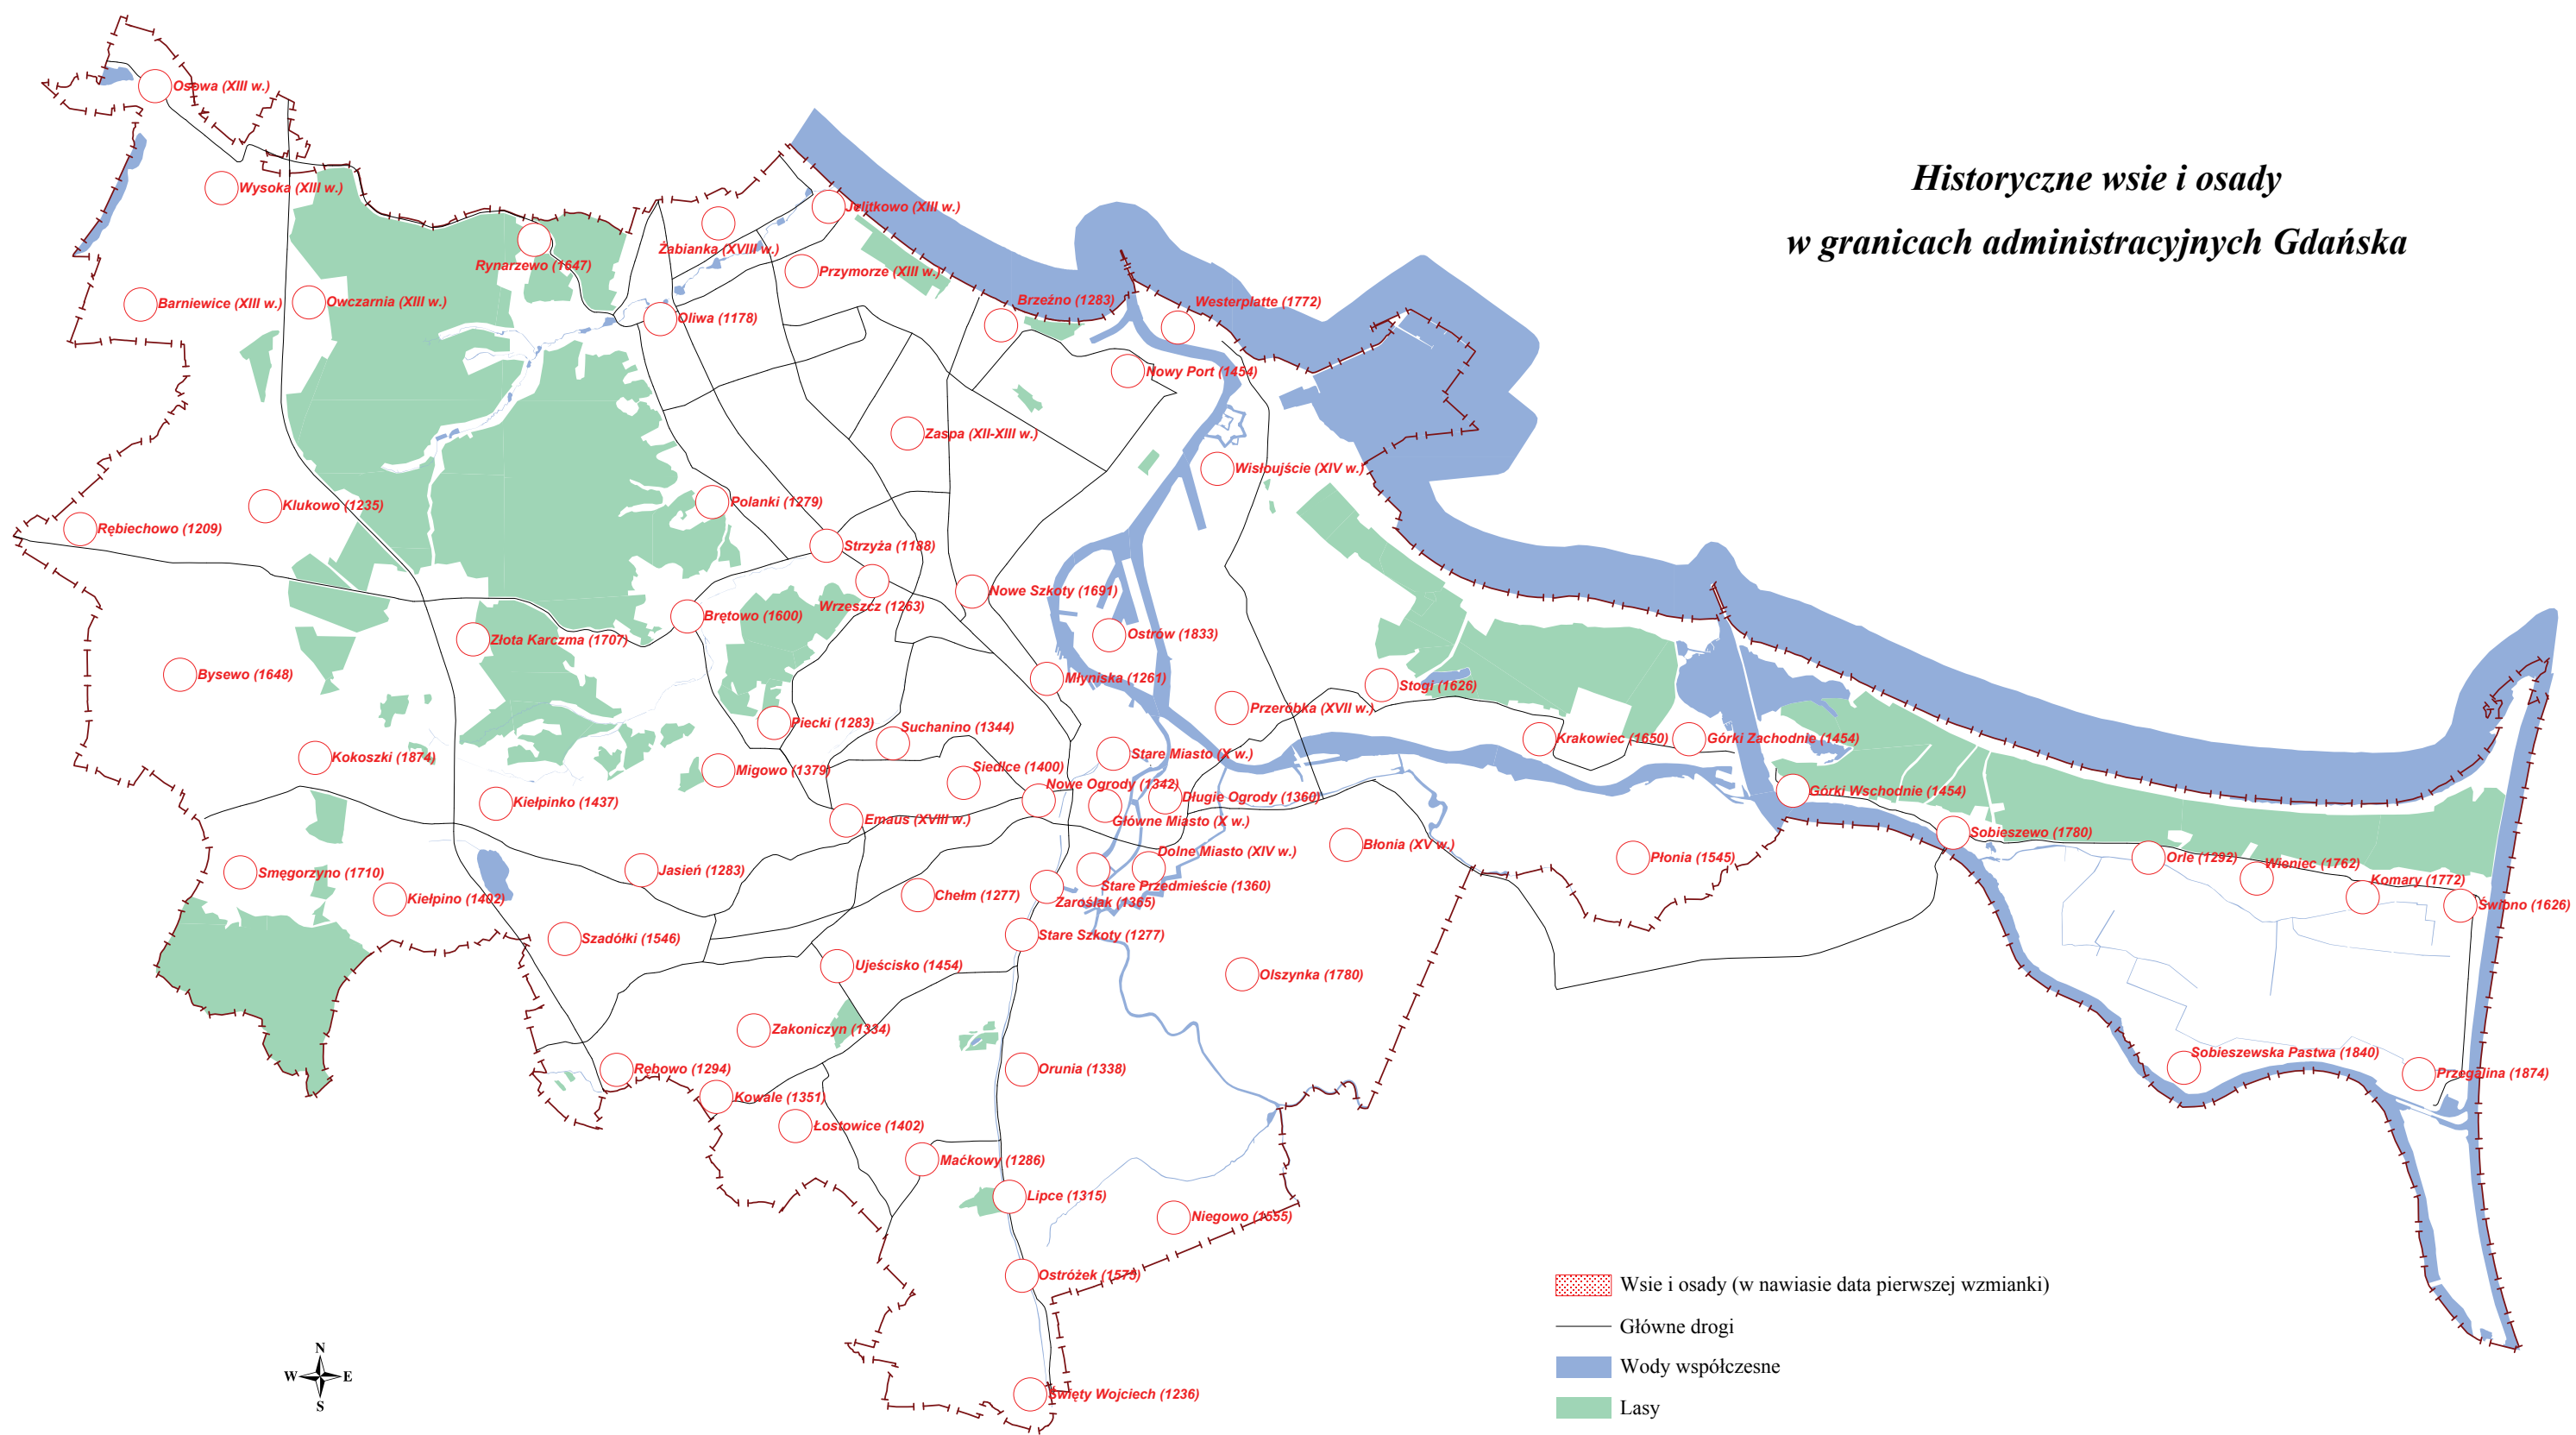 Historyczne wsie i osady
w granicach administracyjnych Gdańska
Osowa (XIII w.)
Wysoka (XIII w.)
Jelitkowo (XIII w.)
Żabianka (XVIII w.)
Rynarzewo (1647)
Przymorze (XIII w.)
Barniewice (XIII w.)
Owczarnia (XIII w.)
Brzeźno (1283)
Westerplatte (1772)
Oliwa (1178)
Nowy Port (1454)
Zaspa (XII-XIII w.)
Wisłoujście (XIV w.)
Klukowo (1235)
Polanki (1279)
Rębiechowo (1209)
Strzyża (1188)
Nowe Szkoty (1691)
Wrzeszcz (1263)
Brętowo (1600)
Ostrów (1833)
Złota Karczma (1707)
Bysewo (1648)
Młyniska (1261)
Stogi (1626)
Przeróbka (XVII w.)
Piecki (1283)
Suchanino (1344)
Krakowiec (1650)
Górki Zachodnie (1454)
Stare Miasto (X w.)
Kokoszki (1874)
Migowo (1379)
Siedlce (1400)
Nowe Ogrody (1342)
Długie Ogrody (1360)
Górki Wschodnie (1454)
Kiełpinko (1437)
Emaus (XVIII w.)
Główne Miasto (X w.)
Sobieszewo (1780)
Błonia (XV w.)
Dolne Miasto (XIV w.)
Płonia (1545)
Orle (1292)
Wieniec (1762)
Smęgorzyno (1710)
Jasień (1283)
Komary (1772)
Stare Przedmieście (1360)
Kiełpino (1402)
Chełm (1277)
Zaroślak (1365)
Świbno (1626)
Szadółki (1546)
Stare Szkoty (1277)
Ujeścisko (1454)
Olszynka (1780)
Zakoniczyn (1334)
Sobieszewska Pastwa (1840)
Rębowo (1294)
Orunia (1338)
Przegalina (1874)
Kowale (1351)
Łostowice (1402)
Maćkowy (1286)
Lipce (1315)
Niegowo (1555)
Ostróżek (1573)
Święty Wojciech (1236)
Wsie i osady (w nawiasie data pierwszej wzmianki)
Główne drogi
Wody współczesne
Lasy
N
W E
S